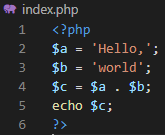 index.php
1 <?php
2 $a = 'Hello,';
3 $b = 'world';
4 $c = $a . $b;
5 echo $c;
6 ?>